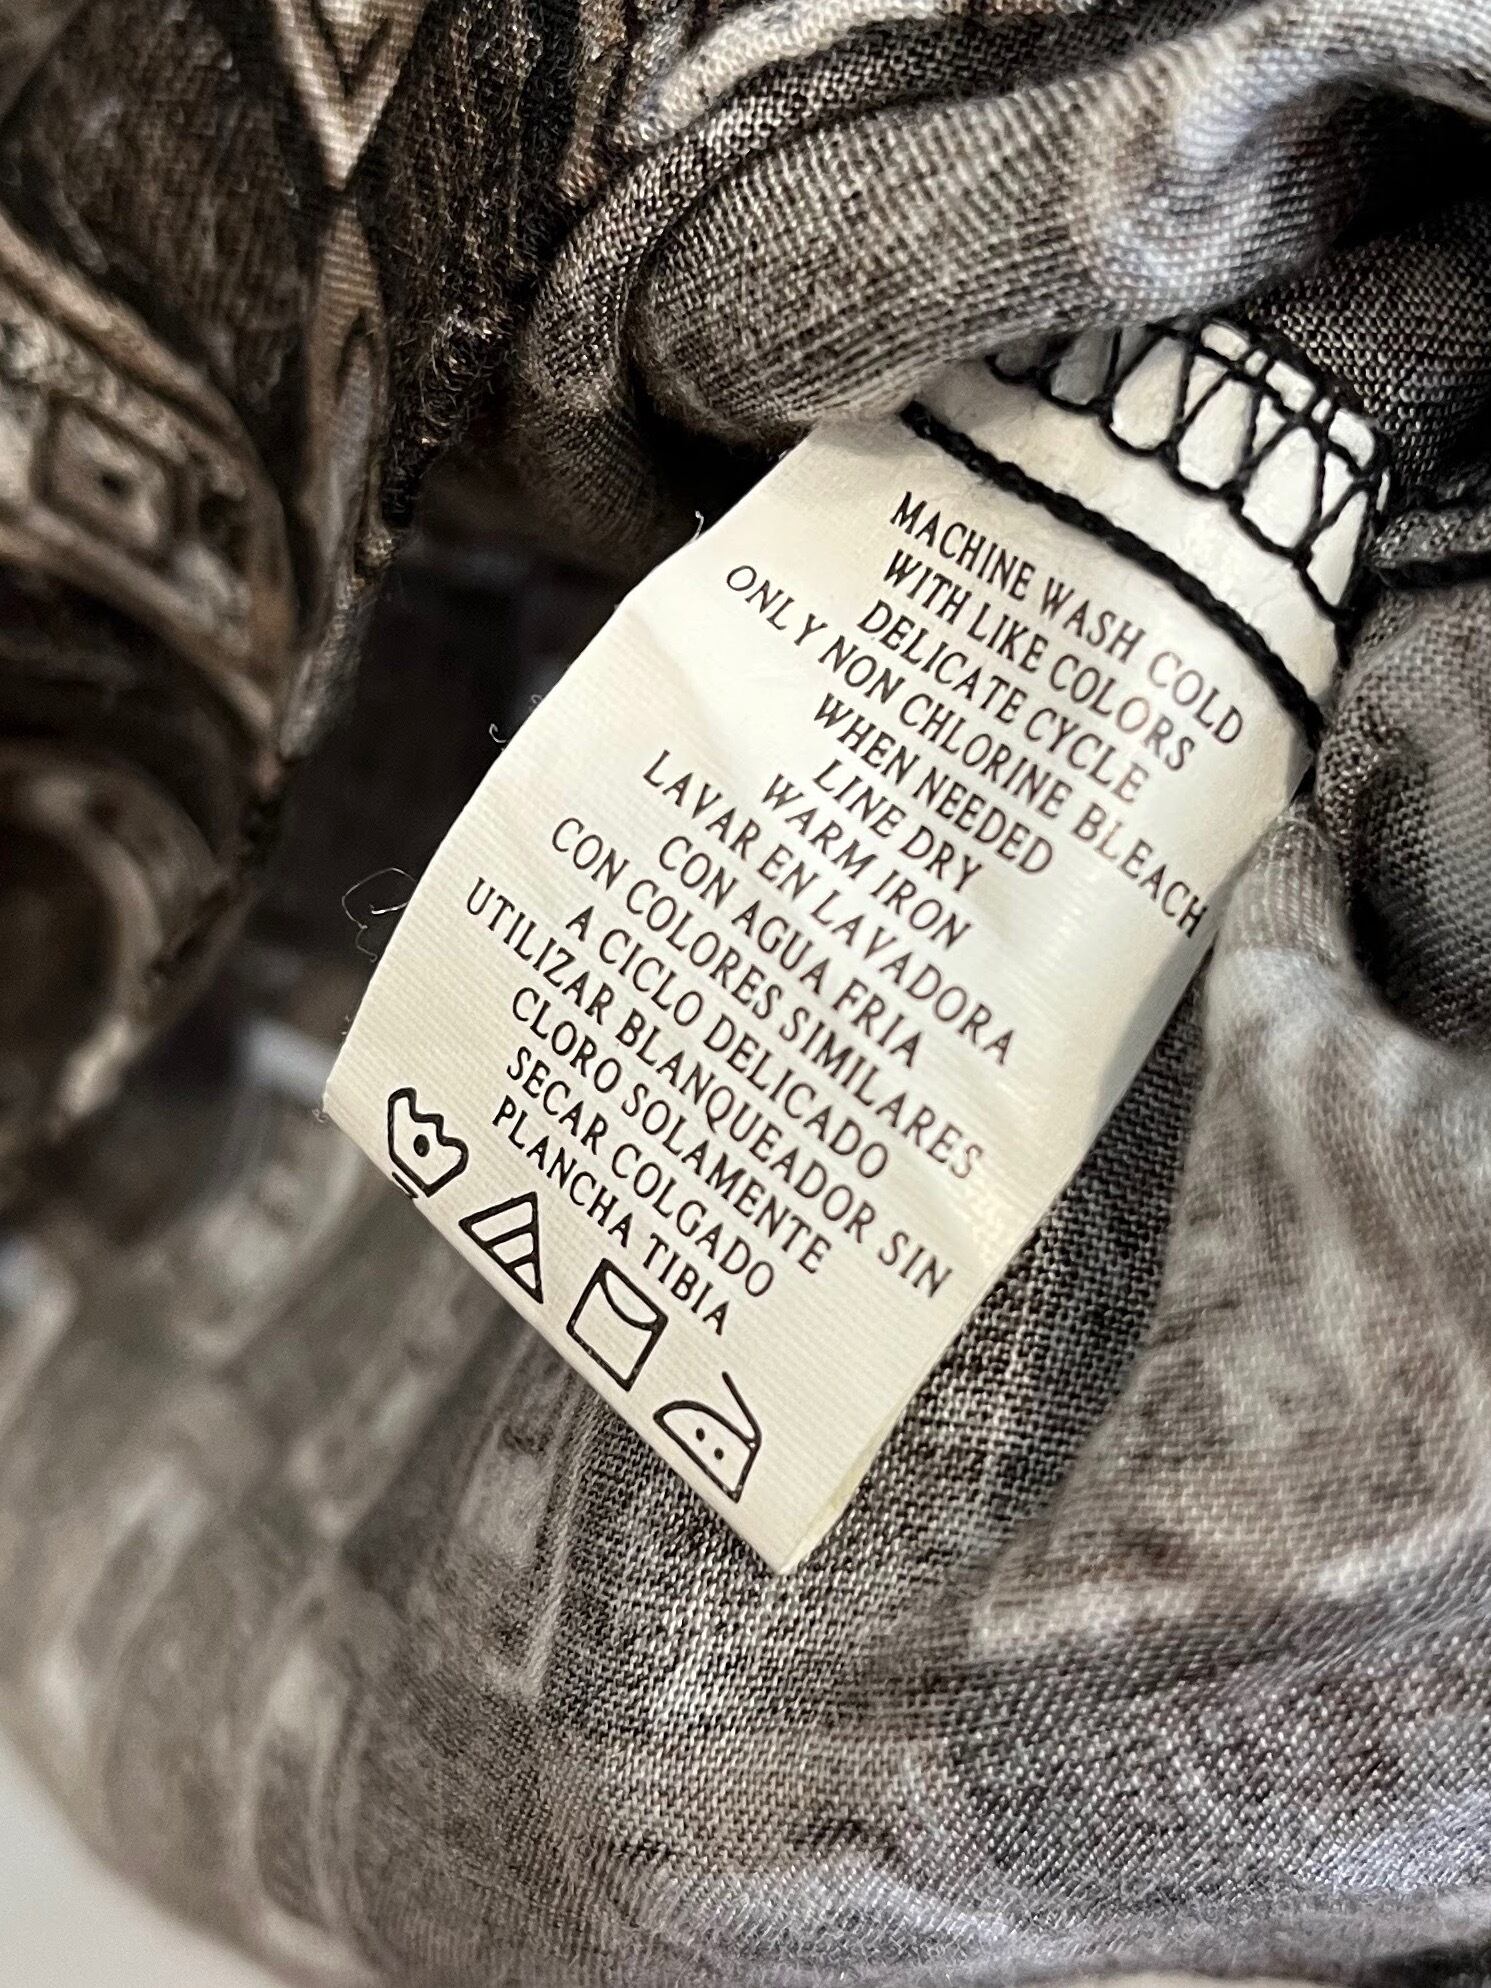 MACHINE WASH COLD
WITH LIKE COLORS
DELICATE CYCLE
ONLY NON CHLORINE BLEACH
WHEN NEEDED
LINE DRY
WARM IRON
LAVAR EN LAVADORA
CON AGUA FRIA
CON COLORES SIMILARES
A CICLO DELICADO
UTILIZAR BLANQUEADOR SIN
CLORO SOLAMENTE
SECAR COLGADO
PLANCHA TIBIA